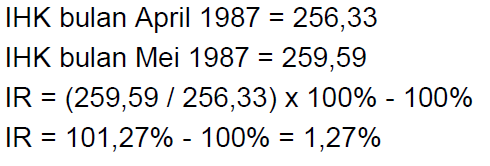 IHK bulan April 1987 = 256,33
IHK bulan Mei 1987 = 259,59
IR = (259,59 / 256,33) x 100% - 100%
IR = 101,27% - 100% = 1,27%